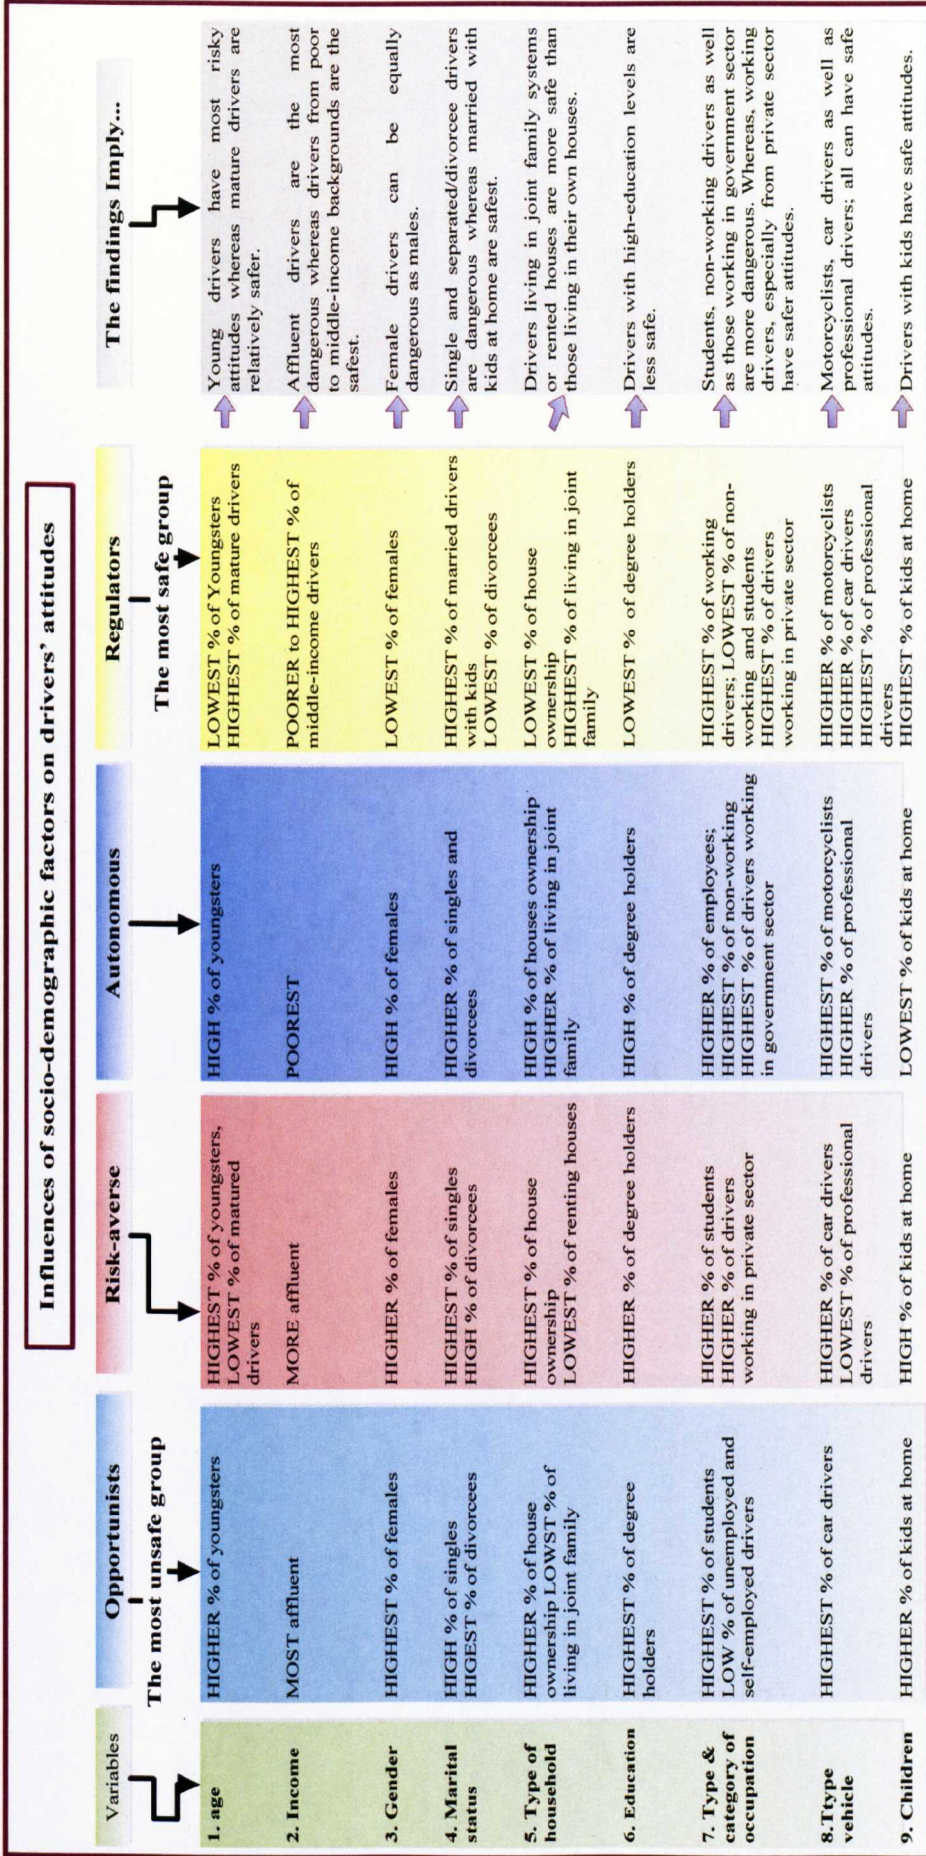 Influences of socio-demographic factors on drivers' attitudes
Variables
Opportunists
Risk-averse
Autonomous
Regulators
The findings Imply...
The most unsafe group
The most safe group
1. age
HIGHER % of youngsters
HIGHEST % of youngsters,
LOWEST % of matured
drivers
HIGH % of youngsters
LOWEST % of Youngsters
HIGHEST % of mature drivers
Young drivers have most risky
attitudes whereas mature drivers are
relatively safer.
2. Income
MOST affluent
MORE affluent
POOREST
POORER to HIGHEST % of
middle-income drivers
Affluent drivers are the most
dangerous whereas drivers from poor
to middle-income backgrounds are the
safest.
3. Gender
HIGHEST % of females
HIGHER % of females
HIGH % of females
LOWEST % of females
Female drivers can be equally
dangerous as males.
4. Marital
status
HIGH % of singles
HIGEST % of divorcees
HIGHEST % of singles
HIGH % of divorcees
HIGHER % of singles and
divorcees
HIGHEST % of married drivers
with kids
LOWEST % of divorcees
Single and separated/divorcee drivers
are dangerous whereas married with
kids at home are safest.
5. Type of
household
HIGHER % of house
ownership LOWST % of
living in joint family
HIGHEST % of house
ownership
LOWEST % of renting houses
HIGH % of houses ownership
HIGHER % of living in joint
family
LOWEST % of house
ownership
HIGHEST % of living in joint
family
Drivers living in joint family systems
or rented houses are more safe than
those living in their own houses.
6. Education
HIGHEST % of degree
holders
HIGHER % of degree holders
HIGH % of degree holders
LOWEST % of degree holders
Drivers with high-education levels are
less safe.
7. Type &
category of
occupation
HIGHEST % of students
LOW % of unemployed and
self-employed drivers
HIGHER % of students
HIGHER % of drivers
working in private sector
HIGHER % of employees;
HIGHEST % of non-working
HIGHEST % of drivers working
in government sector
HIGHEST % of working
drivers; LOWEST % of non-
working and students
HIGHEST % of drivers
working in private sector
Students, non-working drivers as well
as those working in government sector
are more dangerous. Whereas, working
drivers, especially from private sector
have safer attitudes.
8.Ttype
vehicle
HIGHEST % of car drivers
HIGHER % of car drivers
LOWEST % of professional
drivers
HIGHEST % of motorcyclists
HIGHER % of professional
drivers
HIGHER % of motorcyclists
HIGHER % of car drivers
HIGHEST % of professional
drivers
Motorcyclists, car drivers as well as
professional drivers; all can have safe
attitudes.
9. Children
HIGHER % of kids at home
HIGH % of kids at home
LOWEST % of kids at home
HIGHEST % of kids at home
Drivers with kids have safe attitudes.